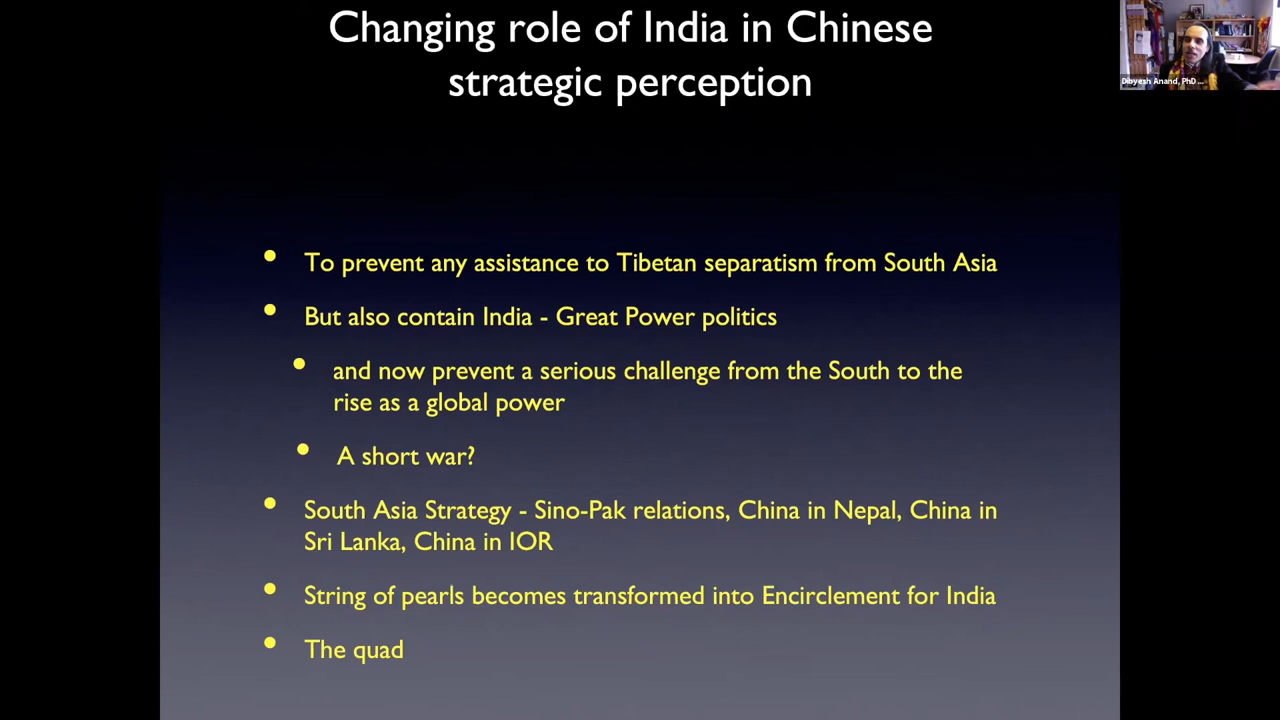 Changing role of India in Chinese
strategic perception
Dibyesh Anand, PhD ...
• To prevent any assistance to Tibetan separatism from South Asia
• But also contain India - Great Power politics
• and now prevent a serious challenge from the South to the
rise as a global power
• A short war?
• South Asia Strategy - Sino-Pak relations, China in Nepal, China in
Sri Lanka, China in IOR
• String of pearls becomes transformed into Encirclement for India
• The quad